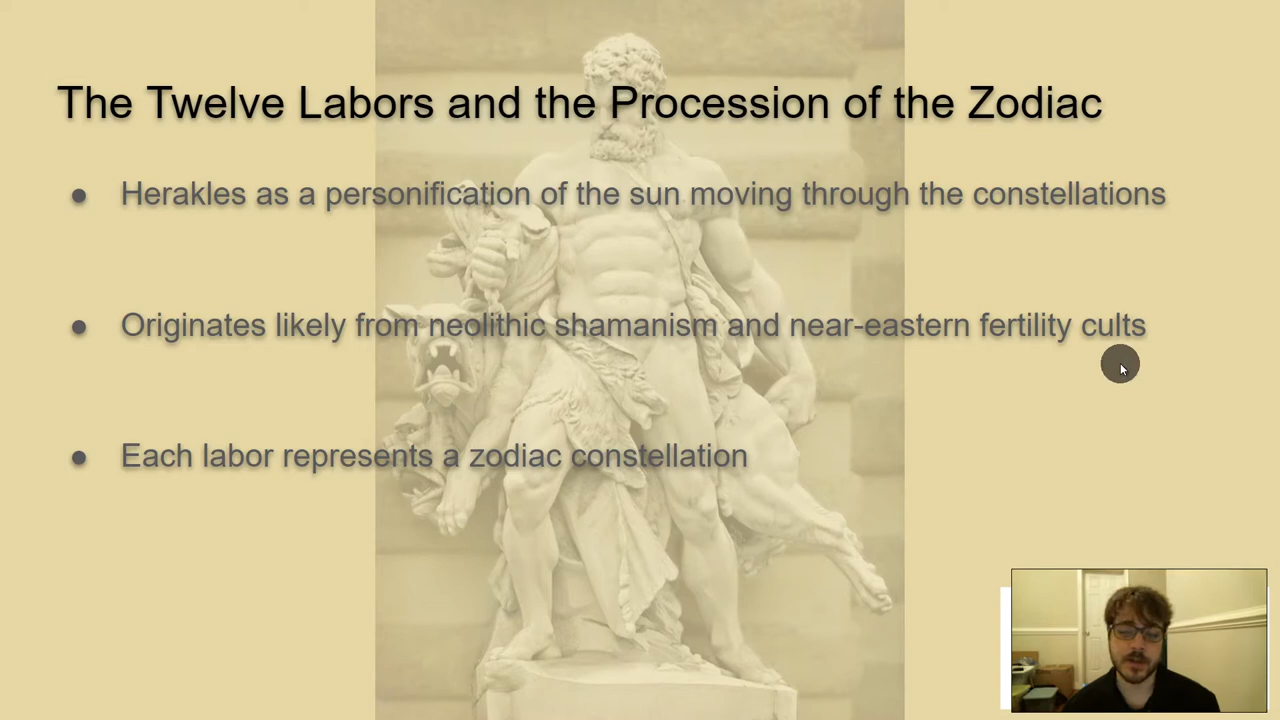 The Twelve Labors and the Procession of the Zodiac
● Herakles as a personification of the sun moving through the constellations
● Originates likely from neolithic shamanism and near-eastern fertility cults
● Each labor represents a zodiac constellation